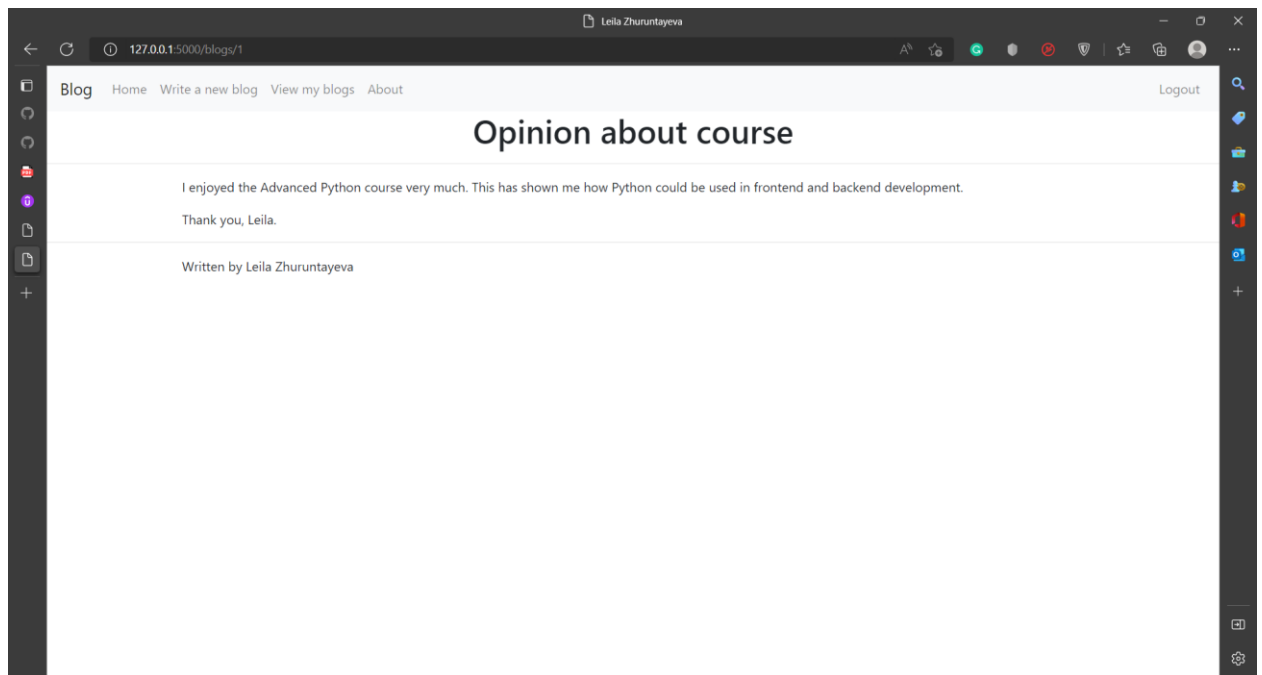 Leila Zhuruntayeva
127.0.0.1:5000/blogs/1
Blog Home Write a new blog View my blogs About Logout
Opinion about course
I enjoyed the Advanced Python course very much. This has shown me how Python could be used in frontend and backend development.
Thank you, Leila.
Written by Leila Zhuruntayeva